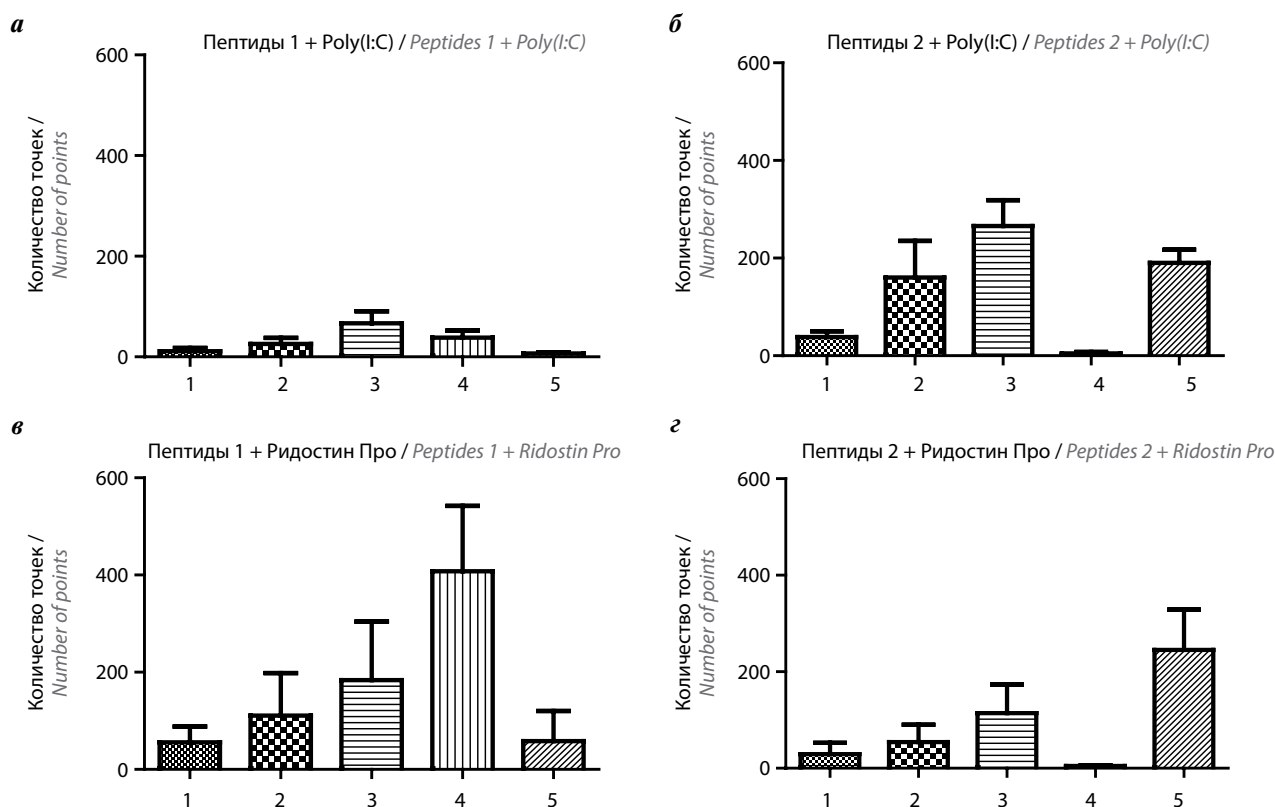 а
Пептиды 1 + Poly(I:C) / Peptides 1 + Poly(I:C)
600
400
200
0
Количество точек /
Number of points
1 2 3 4 5
б
Пептиды 2 + Poly(I:C) / Peptides 2 + Poly(I:C)
600
400
200
0
Количество точек /
Number of points
1 2 3 4 5
в
Пептиды 1 + Ридостин Про / Peptides 1 + Ridostin Pro
600
400
200
0
Количество точек /
Number of points
1 2 3 4 5
г
Пептиды 2 + Ридостин Про / Peptides 2 + Ridostin Pro
600
400
200
0
Количество точек /
Number of points
1 2 3 4 5